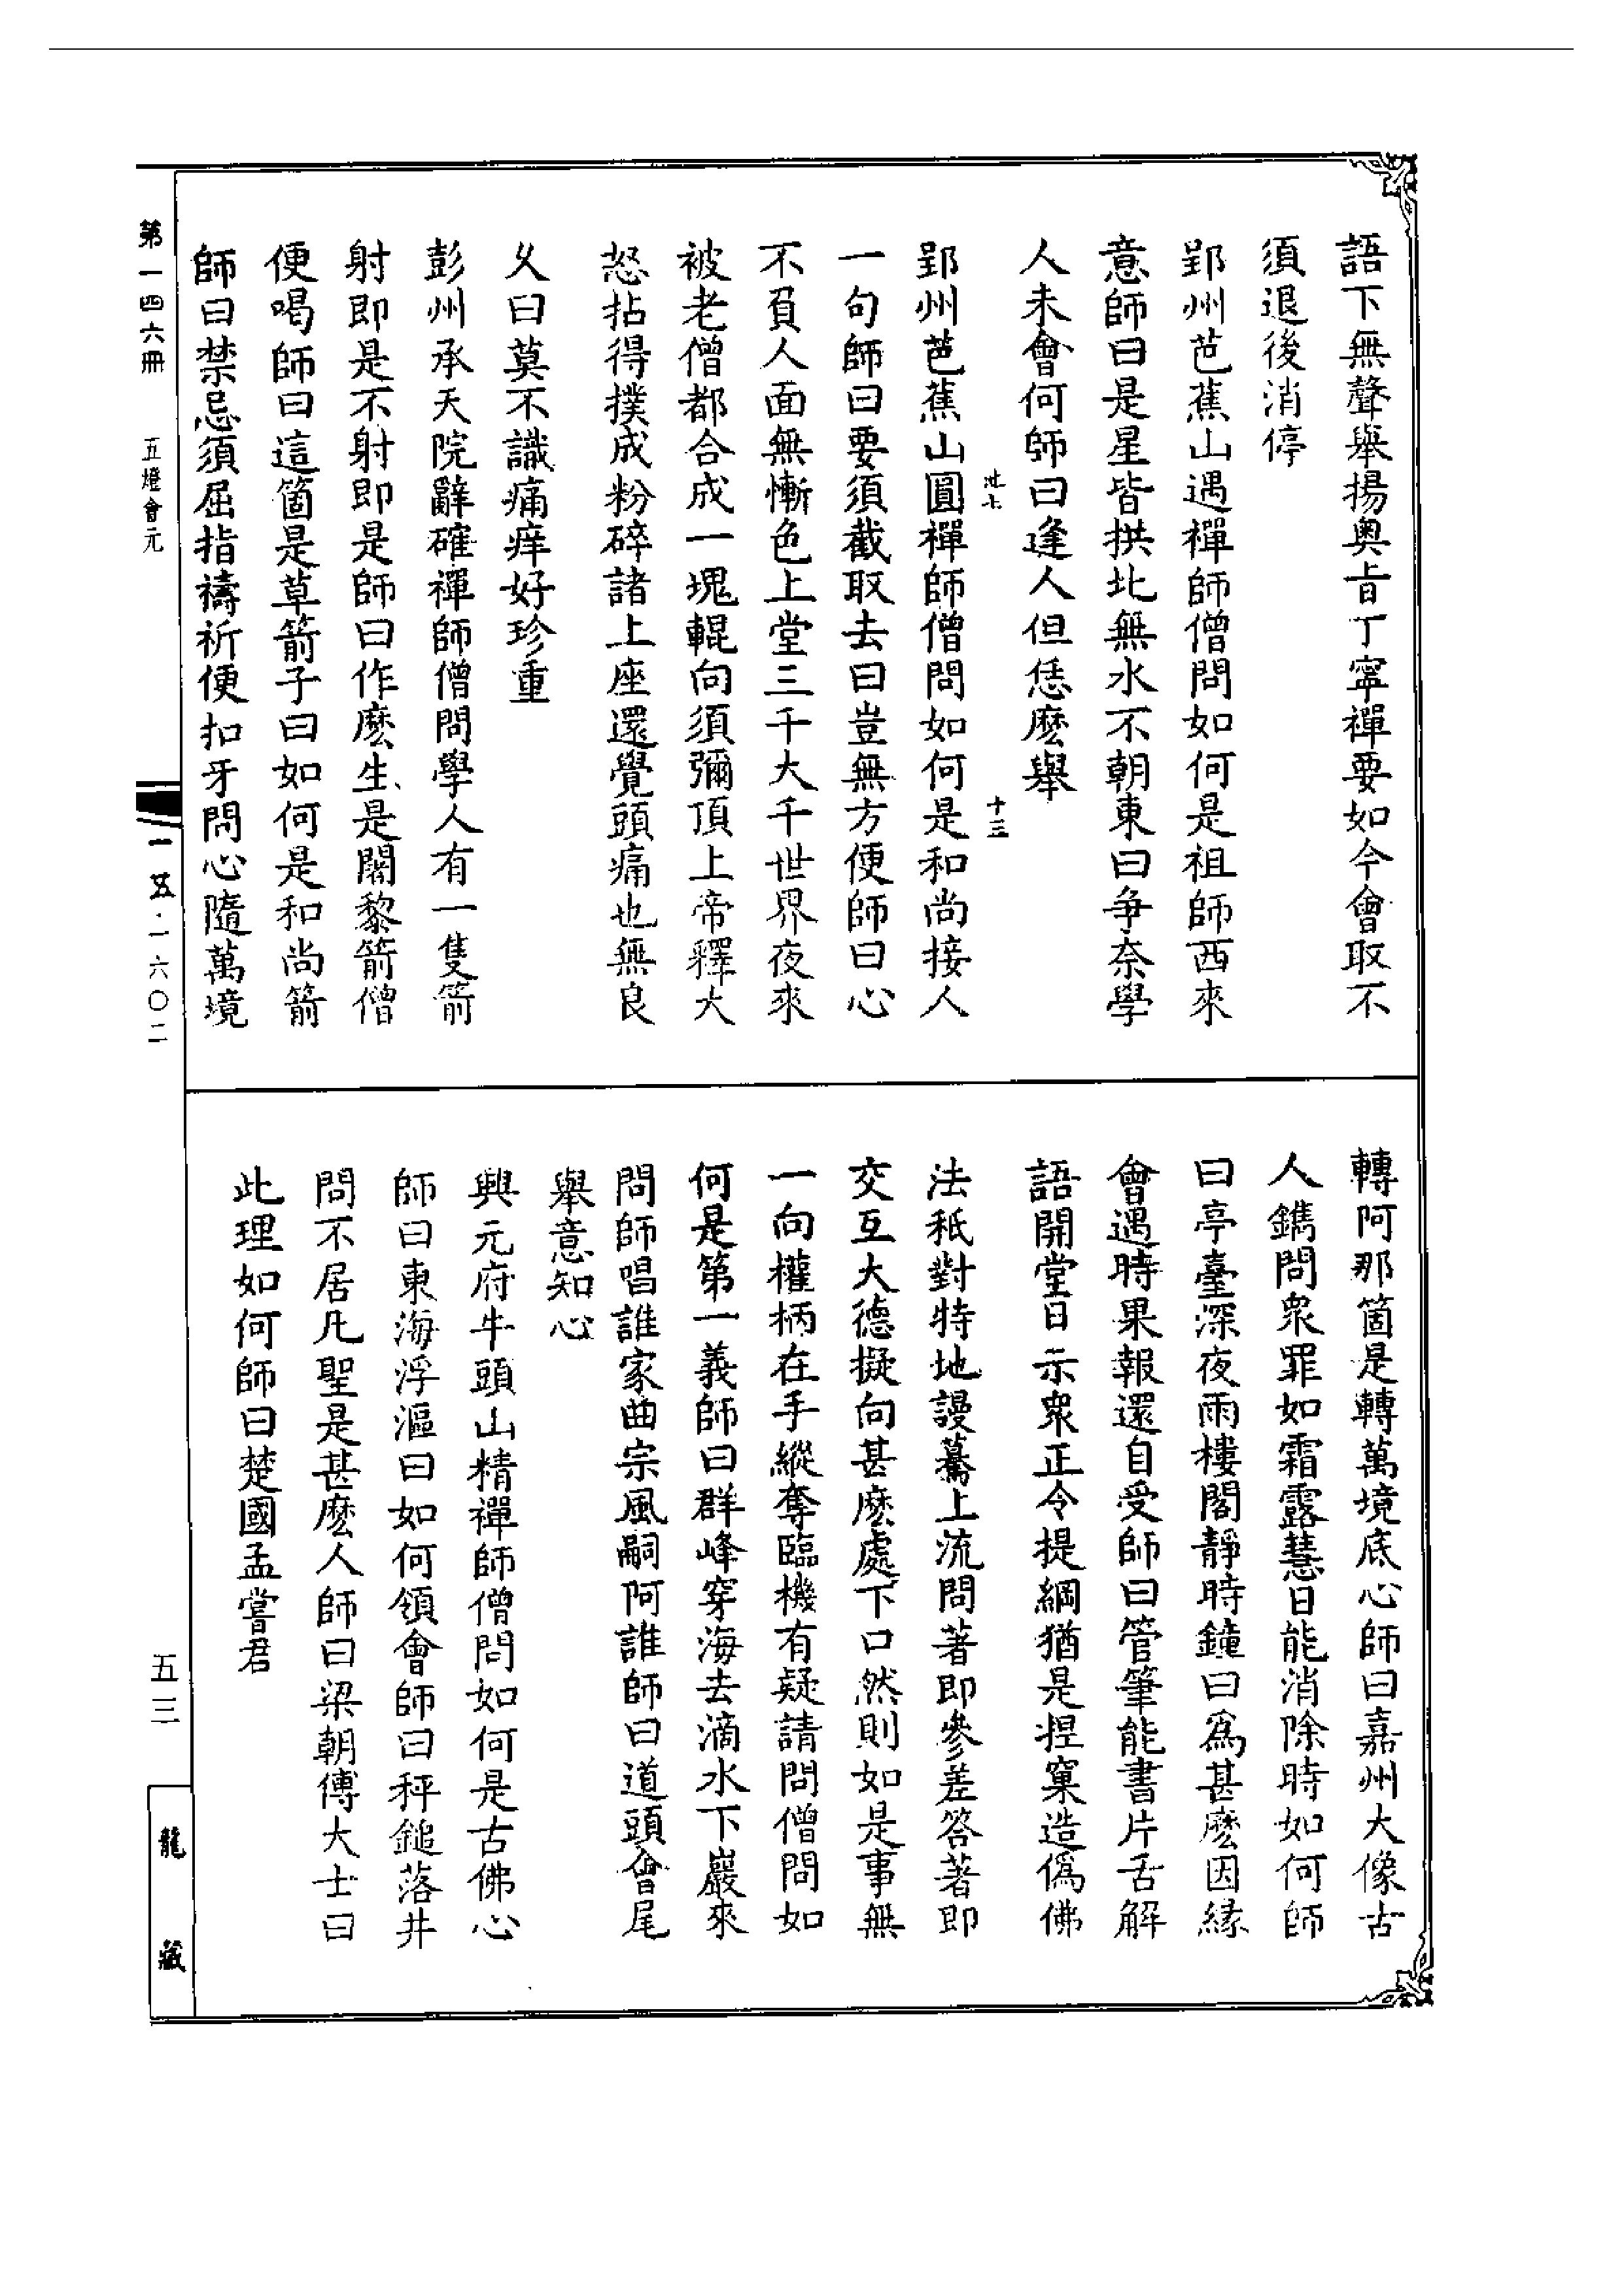 語下無聲舉揚奧旨丁寧禪要如今會取不
須退後消停
郢州芭蕉山遇禪師僧問如何是祖師西來
意師曰是星皆拱北無水不朝東曰爭奈學
人未會何師曰逢人但恁麽舉
池七
十三
郢州芭蕉山圓禪師僧問如何是和尚接人
一句師曰要須截取去曰豈無方便師曰心
不負人面無慚色上堂三千大千世界夜來
被老僧都合成一塊輥向須彌頂上帝釋大
怒拈得撲成粉碎諸上座還覺頭痛也無良
久曰莫不識痛痒好珍重
彭州承天院辭確禪師僧問學人有一隻箭
射即是不射即是師曰作麽生是闍黎箭僧
便喝師曰這箇是草箭子曰如何是和尚箭
師曰禁忌須屈指禱祈便扣牙問心隨萬境
轉阿那箇是轉萬境底心師曰嘉州大像古
人鐫問衆罪如霜露慧日能消除時如何師
曰亭臺深夜雨樓閣靜時鐘曰爲甚麽因緣
會遇時果報還自受師曰管筆能書片舌解
語開堂日示衆正令提綱猶是揑窠造偽佛
法秖對特地謾驀上流問著即參差答著即
交互大德擬向甚麽處下口然則如是事無
一向權柄在手縱奪臨機有疑請問僧問如
何是第一義師曰群峰穿海去滴水下巖來
問師唱誰家曲宗風嗣阿誰師曰道頭會尾
舉意知心
興元府牛頭山精禪師僧問如何是古佛心
師曰東海浮漚曰如何領會師曰秤鎚落井
問不居凡聖是甚麽人師曰梁朝傅大士曰
此理如何師曰楚國孟嘗君
第一四六冊 五燈會元
一五·一六〇二
五三
龍藏